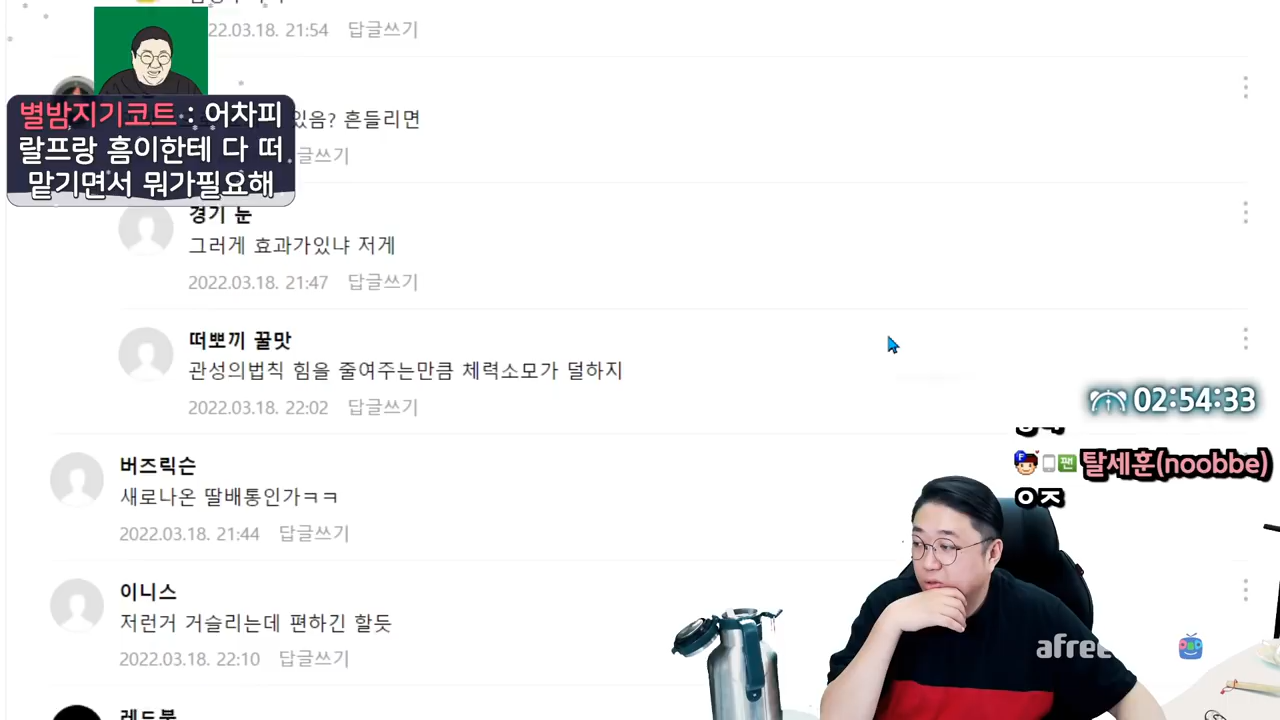 2022.03.18. 21:54 답글쓰기
별밤지기코트 : 어차피
랄프랑 흠이한테 다 떠
맡기면서 뭐가필요해
있음? 흔들리면
글쓰기
경기 눈
그러게 효과가있냐 저게
2022.03.18. 21:47 답글쓰기
떠뽀끼 꿀맛
관성의법칙 힘을 줄여주는만큼 체력소모가 덜하지
2022.03.18. 22:02 답글쓰기
02:54:33
탈세훈(noobbe)
ㅇㅈ
버즈릭슨
새로나온 딸배통인가ㅋㅋ
2022.03.18. 21:44 답글쓰기
이니스
저런거 거슬리는데 편하긴 할듯
2022.03.18. 22:10 답글쓰기
afree
레드불